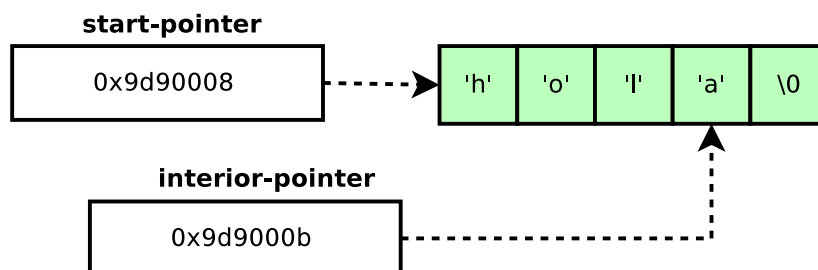 start-pointer
0x9d90008
'h' 'o' 'l' 'a' \0
interior-pointer
0x9d9000b